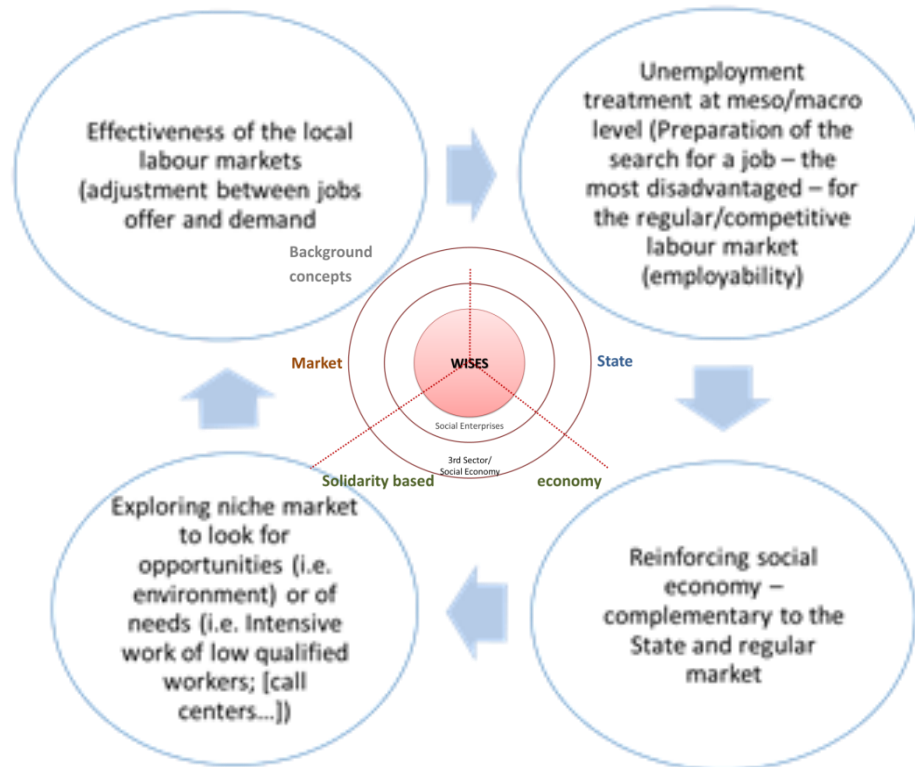 Effectiveness of the local
labour markets
(adjustment between jobs
offer and demand
Unemployment
treatment at meso/macro
level (Preparation of the
search for a job – the
most disadvantaged – for
the regular/competitive
labour market
(employability)
Background
concepts
Market
WISES
State
Social Enterprises
3rd Sector/
Social Economy
Solidarity based
economy
Exploring niche market
to look for
opportunities (i.e.
environment) or of
needs (i.e. Intensive
work of low qualified
workers; [call
centers...])
Reinforcing social
economy –
complementary to the
State and regular
market